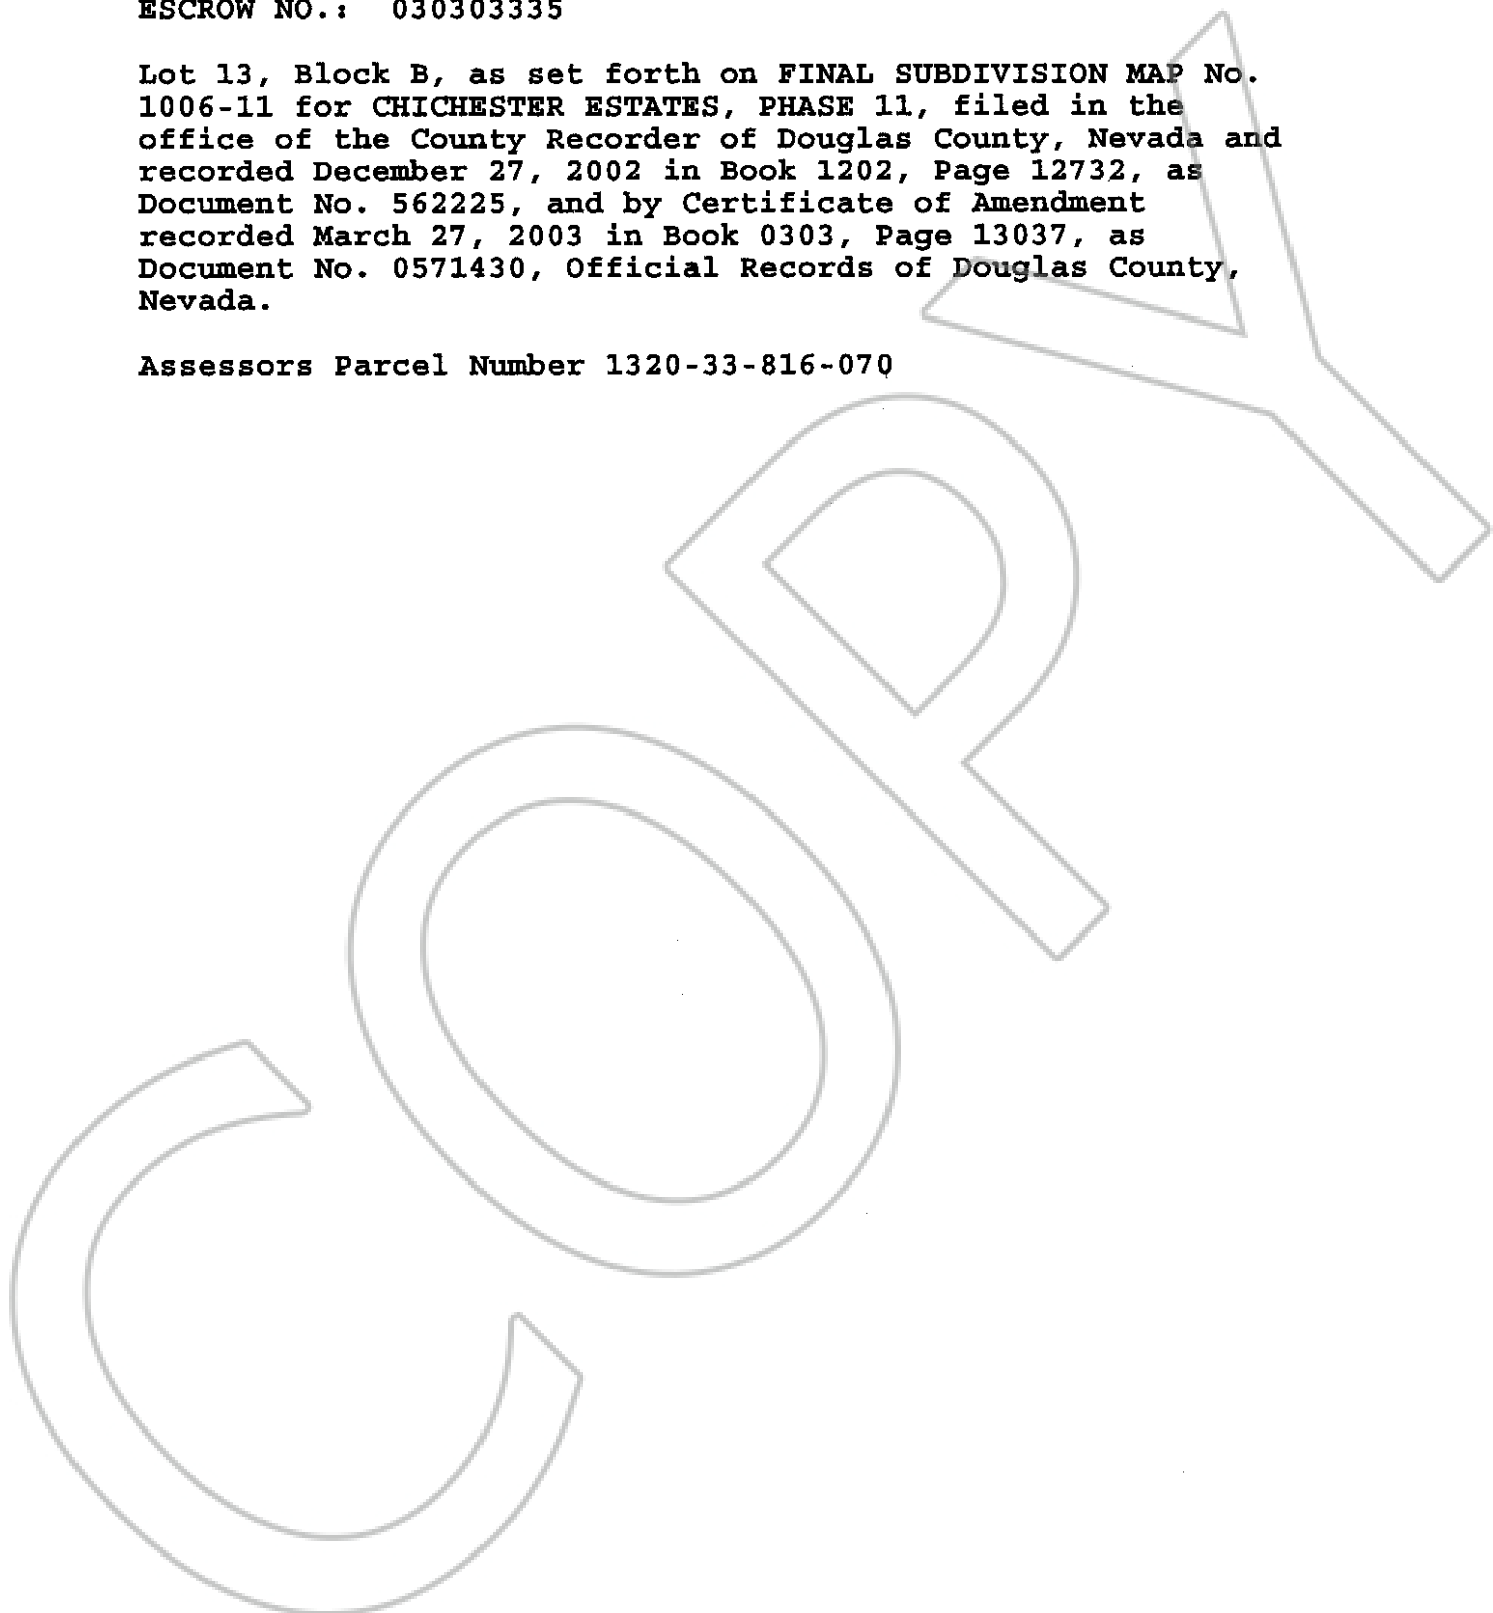 ESCROW NO.: 030303335
Lot 13, Block B, as set forth on FINAL SUBDIVISION MAP No.
1006-11 for CHICHESTER ESTATES, PHASE 11, filed in the
office of the County Recorder of Douglas County, Nevada and
recorded December 27, 2002 in Book 1202, Page 12732, as
Document No. 562225, and by Certificate of Amendment
recorded March 27, 2003 in Book 0303, Page 13037, as
Document No. 0571430, Official Records of Douglas County,
Nevada.
Assessors Parcel Number 1320-33-816-070
COPY